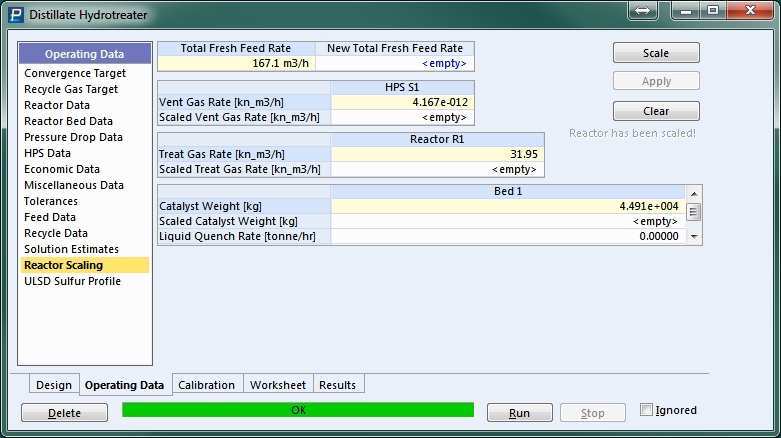 Distillate Hydrotreater
Operating Data
Convergence Target
Recycle Gas Target
Reactor Data
Reactor Bed Data
Pressure Drop Data
HPS Data
Economic Data
Miscellaneous Data
Tolerances
Feed Data
Recycle Data
Solution Estimates
Reactor Scaling
ULSD Sulfur Profile
Total Fresh Feed Rate New Total Fresh Feed Rate
167.1 m3/h <empty>
HPS S1
Vent Gas Rate [kn_m3/h] 4.167e-012
Scaled Vent Gas Rate [kn_m3/h] <empty>
Reactor R1
Treat Gas Rate [kn_m3/h] 31.95
Scaled Treat Gas Rate [kn_m3/h] <empty>
Bed 1
Catalyst Weight [kg] 4.491e+004
Scaled Catalyst Weight [kg] <empty>
Liquid Quench Rate [tonne/hr] 0.00000
Scale
Apply
Clear
Reactor has been scaled!
Design Operating Data Calibration Worksheet Results
Delete OK Run Stop Ignored